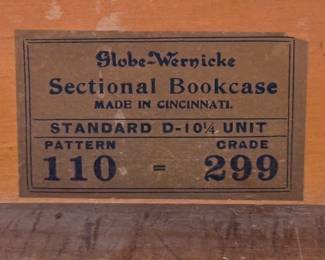 Globe-Wernicke
Sectional Bookcase
MADE IN CINCINNATI.
STANDARD D-10¼ UNIT
PATTERN GRADE
110 = 299